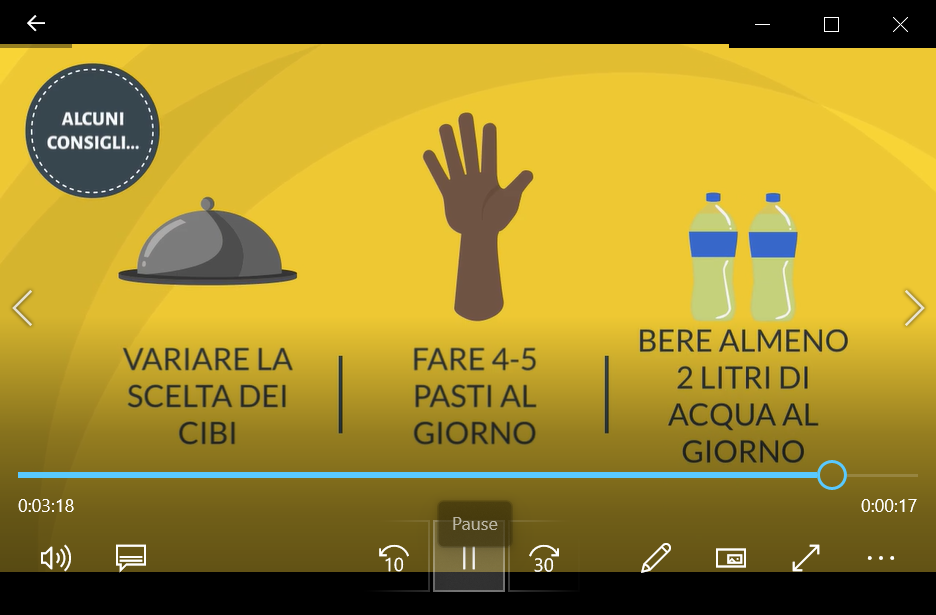 ALCUNI
CONSIGLI...
VARIARE LA
SCELTA DEI
CIBI
FARE 4-5
PASTI AL
GIORNO
BERE ALMENO
2 LITRI DI
ACQUA AL
GIORNO
0:03:18
0:00:17
Pause
10
30